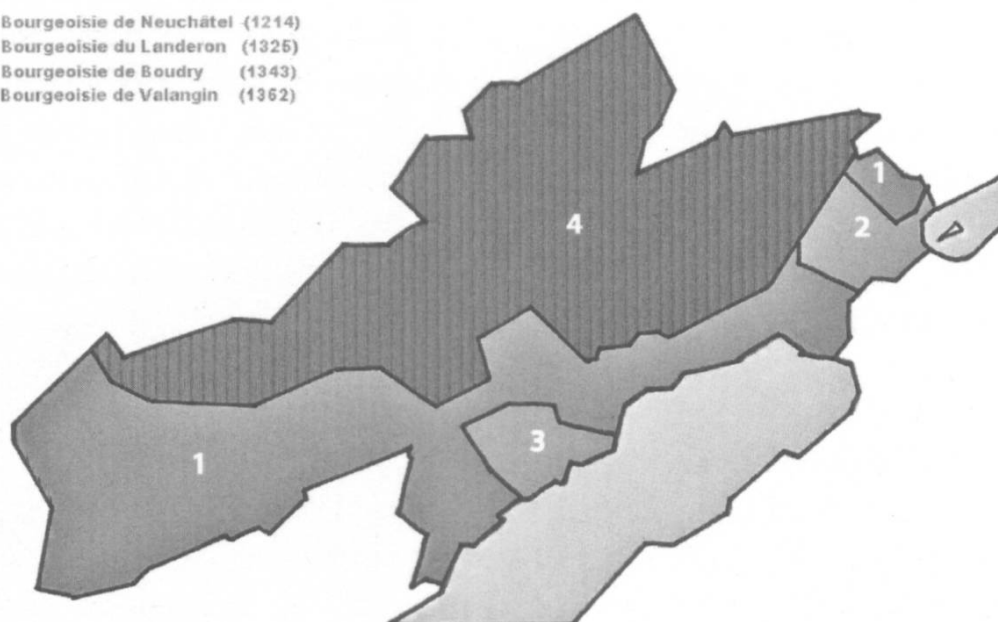 Bourgeoisie de Neuchâtel (1214)
Bourgeoisie du Landeron (1325)
Bourgeoisie de Boudry (1343)
Bourgeoisie de Valangin (1362)
1
2
4
3
1